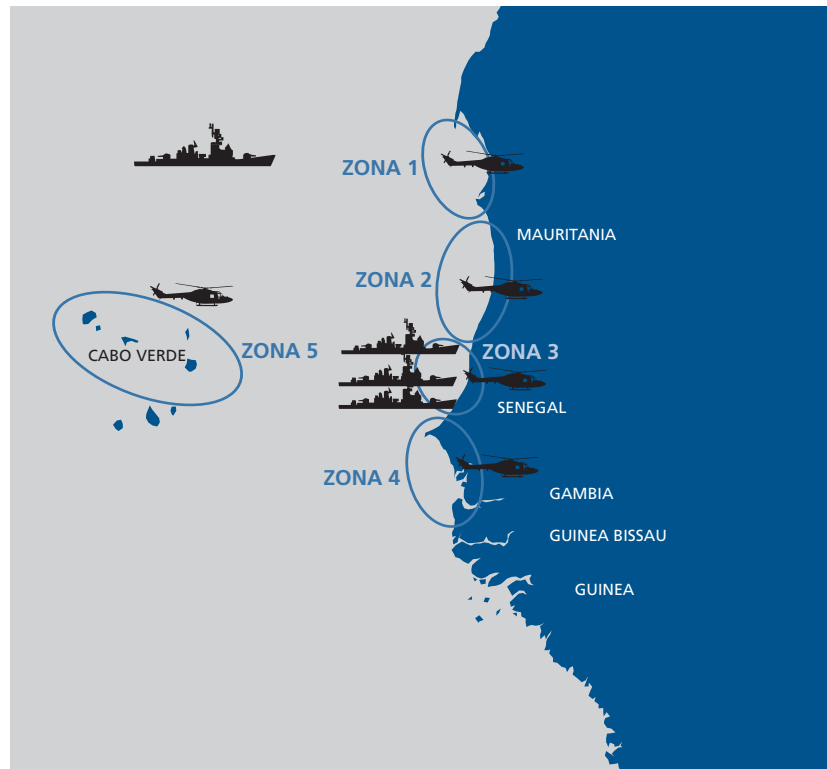 ZONA 1
MAURITANIA
ZONA 2
CABO VERDE
ZONA 5
ZONA 3
SENEGAL
ZONA 4
GAMBIA
GUINEA BISSAU
GUINEA